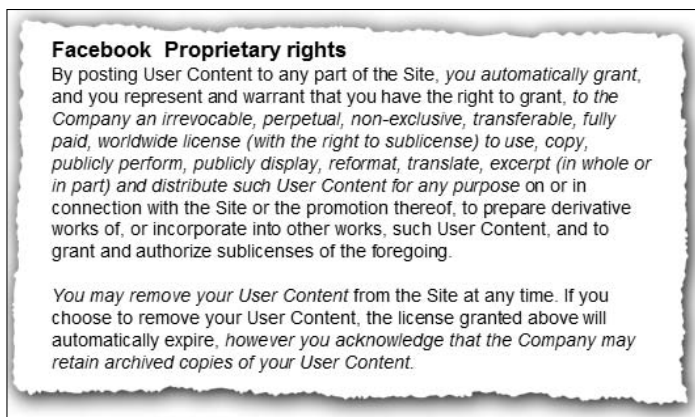 Facebook  Proprietary rights
By posting User Content to any part of the Site, you automatically grant,
and you represent and warrant that you have the right to grant, to the
Company an irrevocable, perpetual, non-exclusive, transferable, fully
paid, worldwide license (with the right to sublicense) to use, copy,
publicly perform, publicly display, reformat, translate, excerpt (in whole or
in part) and distribute such User Content for any purpose on or in
connection with the Site or the promotion thereof, to prepare derivative
works of, or incorporate into other works, such User Content, and to
grant and authorize sublicenses of the foregoing.
You may remove your User Content from the Site at any time. If you
choose to remove your User Content, the license granted above will
automatically expire, however you acknowledge that the Company may
retain archived copies of your User Content.